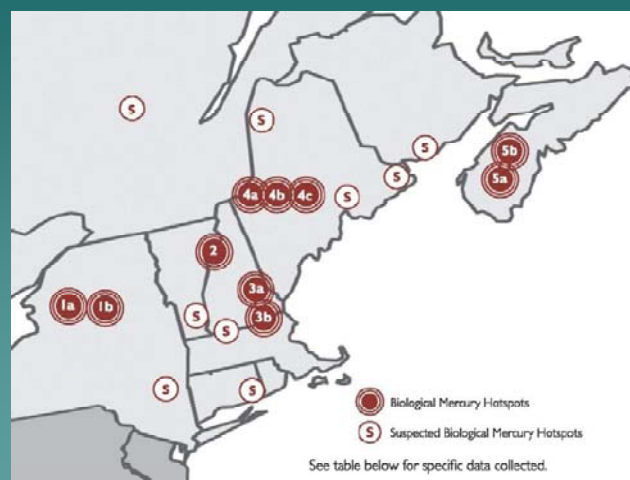 S
S
S
5b
S
5a
4a 4b 4c
S
2
3a
1a 1b
S
3b
S
S
S
Biological Mercury Hotspots
S Suspected Biological Mercury Hotspots
See table below for specific data collected.